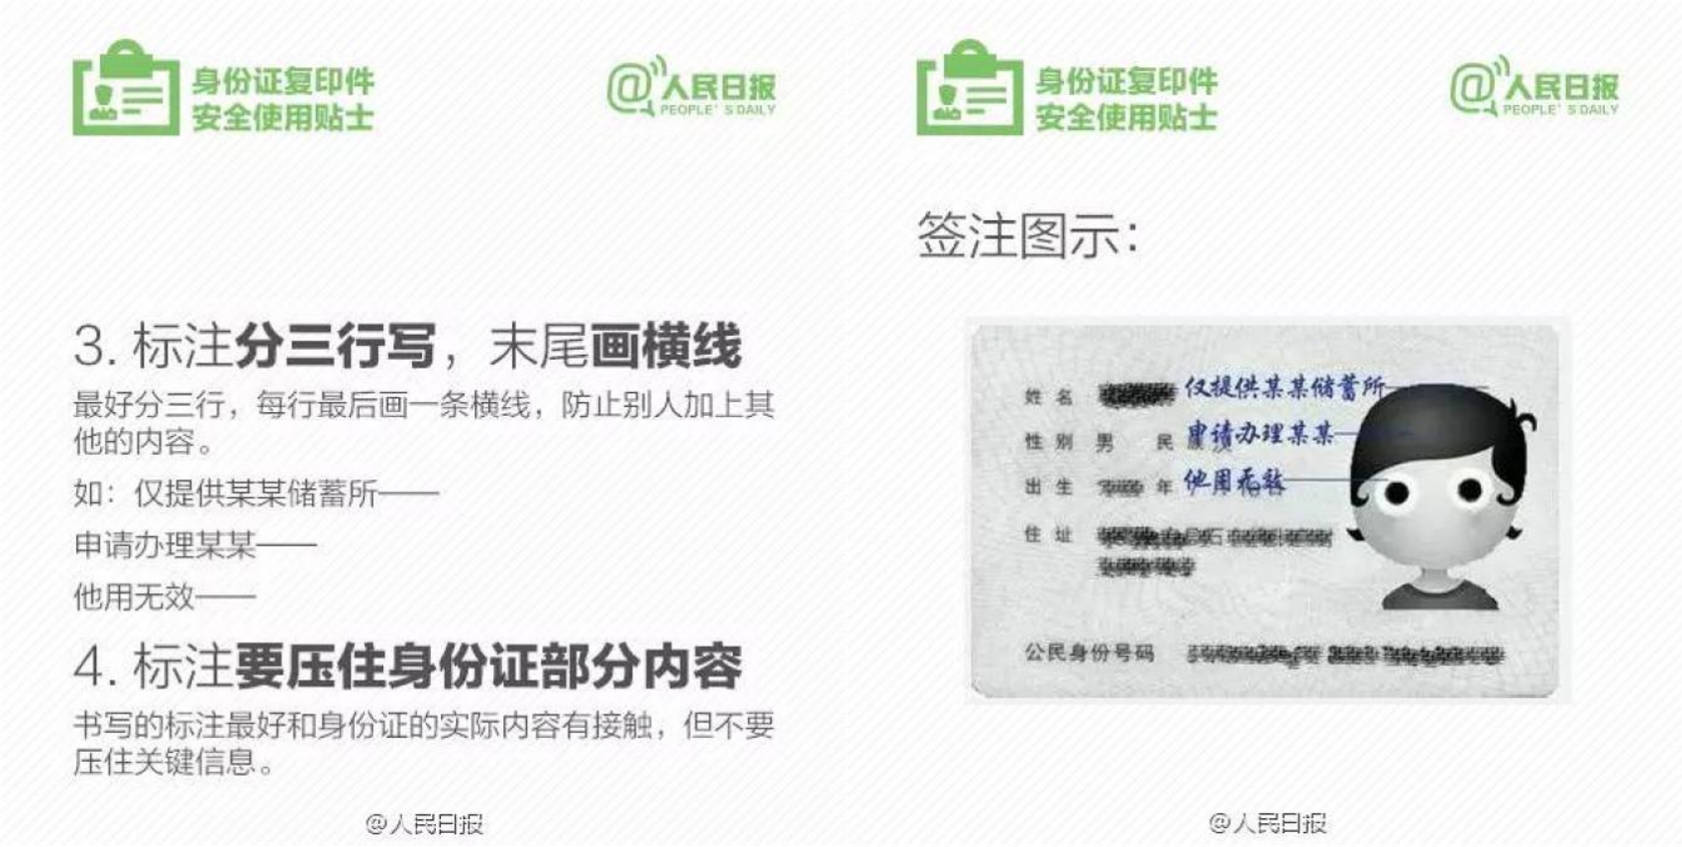 身份证复印件
安全使用贴士
@人民日报
PEOPLE'S DAILY
3. 标注分三行写，末尾画横线
最好分三行，每行最后画一条横线，防止别人加上其
他的内容。
如：仅提供某某储蓄所——
申请办理某某——
他用无效——
4. 标注要压住身份证部分内容
书写的标注最好和身份证的实际内容有接触，但不要
压住关键信息。
@人民日报
身份证复印件
安全使用贴士
@人民日报
PEOPLE'S DAILY
签注图示：
姓名 仅提供某某储蓄所
性别 男 民 申请办理某某
出生 年 他用无效
住址
公民身份号码
@人民日报